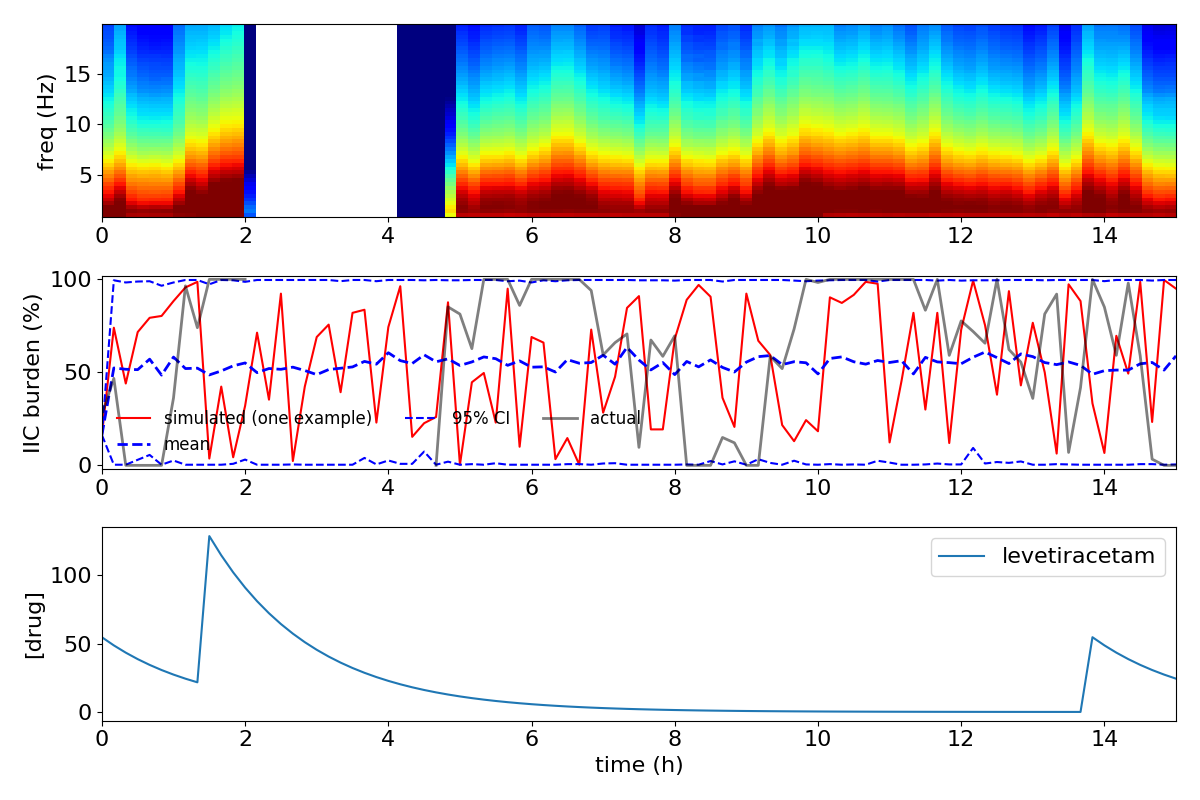 freq (Hz)
15
10
5
0 2 4 6 8 10 12 14
IIC burden (%)
100
50
0
simulated (one example) 95% CI actual
mean
0 2 4 6 8 10 12 14
[drug]
100
50
0
levetiracetam
0 2 4 6 8 10 12 14
time (h)